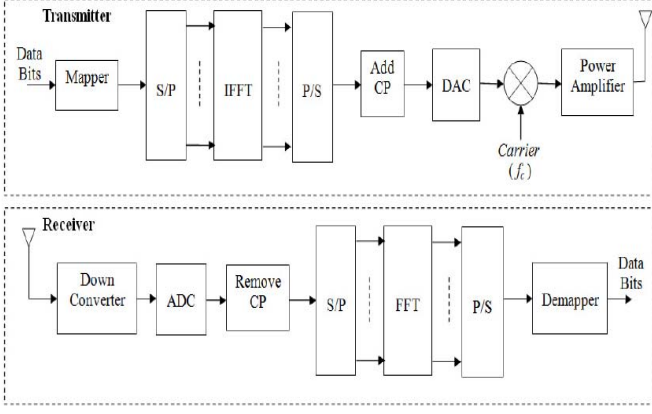 Transmitter
Data
Bits
Mapper
S/P
IFFT
P/S
Add
CP
DAC
Power
Amplifier
Carrier
(fc)
Receiver
Down
Converter
ADC
Remove
CP
S/P
FFT
P/S
Demapper
Data
Bits